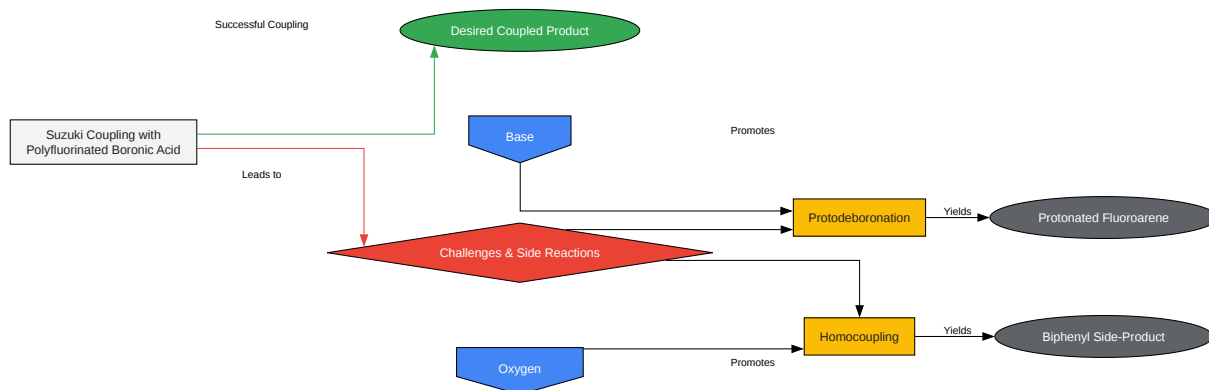 Successful Coupling
Desired Coupled Product
Suzuki Coupling with
Polyfluorinated Boronic Acid
Base
Promotes
Leads to
Protodeboronation
Yields
Protonated Fluoroarene
Challenges & Side Reactions
Homocoupling
Yields
Biphenyl Side-Product
Oxygen
Promotes